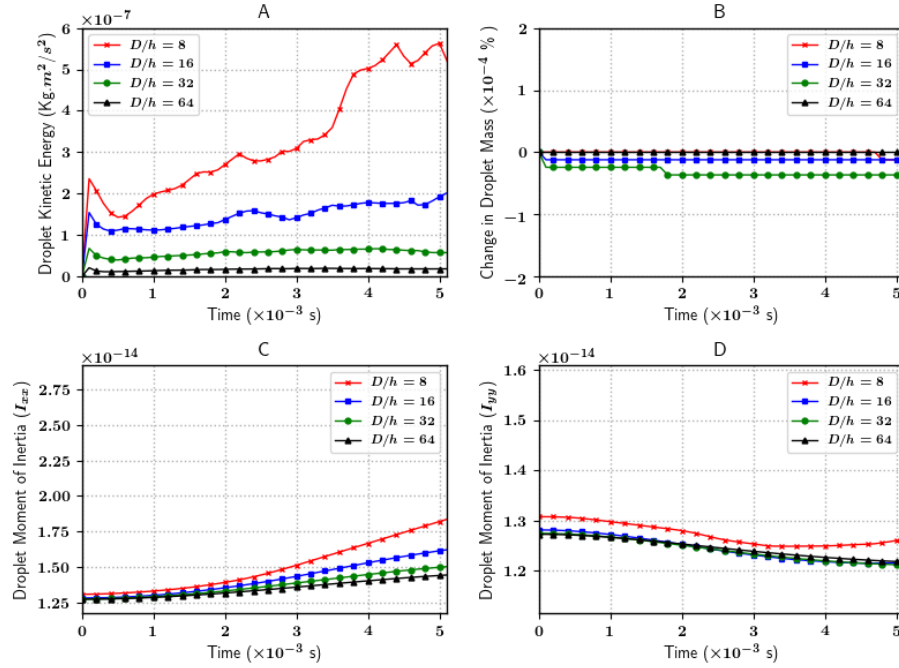 A
×10⁻⁷
Droplet Kinetic Energy (Kg.m²/s²)
6
5
4
3
2
1
0
D/h = 8
D/h = 16
D/h = 32
D/h = 64
0 1 2 3 4 5
Time (×10⁻³ s)
B
Change in Droplet Mass (×10⁻⁴ %)
2
1
0
−1
−2
D/h = 8
D/h = 16
D/h = 32
D/h = 64
0 1 2 3 4 5
Time (×10⁻³ s)
C
×10⁻¹⁴
Droplet Moment of Inertia (Iₓₓ)
2.75
2.50
2.25
2.00
1.75
1.50
1.25
D/h = 8
D/h = 16
D/h = 32
D/h = 64
0 1 2 3 4 5
Time (×10⁻³ s)
D
×10⁻¹⁴
Droplet Moment of Inertia (I_yy)
1.6
1.5
1.4
1.3
1.2
D/h = 8
D/h = 16
D/h = 32
D/h = 64
0 1 2 3 4 5
Time (×10⁻³ s)